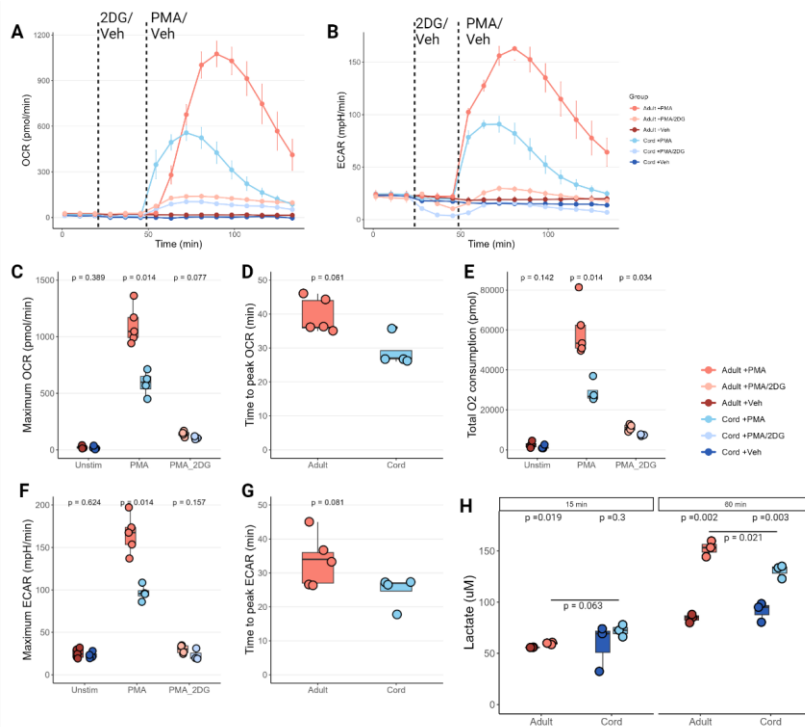 A
2DG/
Veh
PMA/
Veh
OCR (pmol/min)
1200
900
600
300
0
0
50
100
Time (min)
B
2DG/
Veh
PMA/
Veh
ECAR (mpH/min)
150
100
50
0
0
50
100
Time (min)
Group
Adult +PMA
Adult +PMA/2DG
Adult +Veh
Cord +PMA
Cord +PMA/2DG
Cord +Veh
C
p = 0.389
p = 0.014
p = 0.077
Maximum OCR (pmol/min)
1500
1000
500
0
Unstim
PMA
PMA_2DG
D
p = 0.081
Time to peak OCR (min)
50
40
30
20
10
0
Adult
Cord
E
p = 0.142
p = 0.014
p = 0.034
Total O2 consumption (pmol)
80000
60000
40000
20000
0
Unstim
PMA
PMA_2DG
Adult +PMA
Adult +PMA/2DG
Adult +Veh
Cord +PMA
Cord +PMA/2DG
Cord +Veh
F
p = 0.624
p = 0.014
p = 0.157
Maximum ECAR (mpH/min)
200
150
100
50
0
Unstim
PMA
PMA_2DG
G
p = 0.081
Time to peak ECAR (min)
50
40
30
20
10
0
Adult
Cord
H
15 min
60 min
p =0.019
p =0.3
p =0.002
p =0.003
p = 0.021
p = 0.063
Lactate (uM)
150
100
50
0
Adult
Cord
Adult
Cord